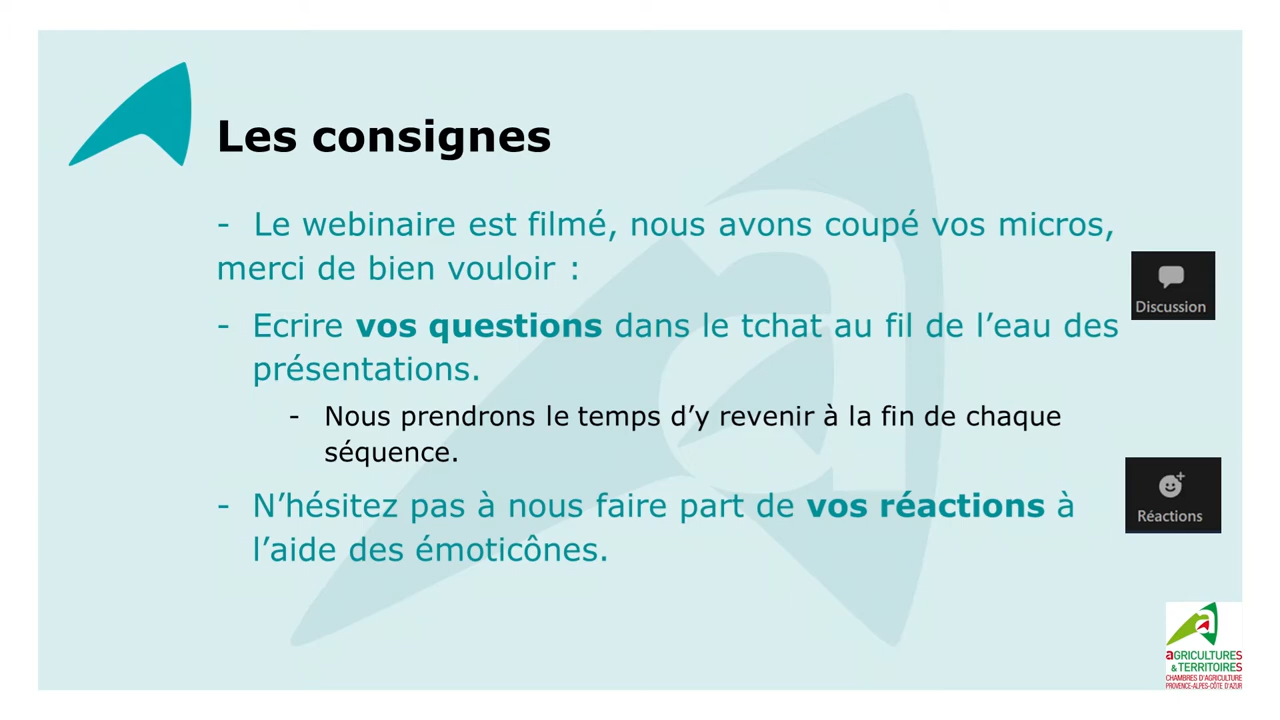 Les consignes
- Le webinaire est filmé, nous avons coupé vos micros,
merci de bien vouloir :
- Ecrire vos questions dans le tchat au fil de l’eau des
présentations.
- Nous prendrons le temps d’y revenir à la fin de chaque
séquence.
- N’hésitez pas à nous faire part de vos réactions à
l’aide des émoticônes.
Discussion
Réactions
a
aGRICULTURES
& TERRITOIRES
CHAMBRES D'AGRICULTURE
PROVENCE-ALPES-CÔTE D'AZUR